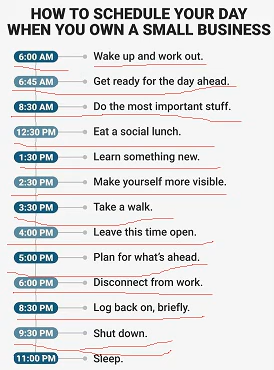 HOW TO SCHEDULE YOUR DAY
WHEN YOU OWN A SMALL BUSINESS
6:00 AM Wake up and work out.
6:45 AM Get ready for the day ahead.
8:30 AM Do the most important stuff.
12:30 PM Eat a social lunch.
1:30 PM Learn something new.
2:30 PM Make yourself more visible.
3:30 PM Take a walk.
4:00 PM Leave this time open.
5:00 PM Plan for what's ahead.
6:00 PM Disconnect from work.
8:30 PM Log back on, briefly.
9:30 PM Shut down.
11:00 PM Sleep.